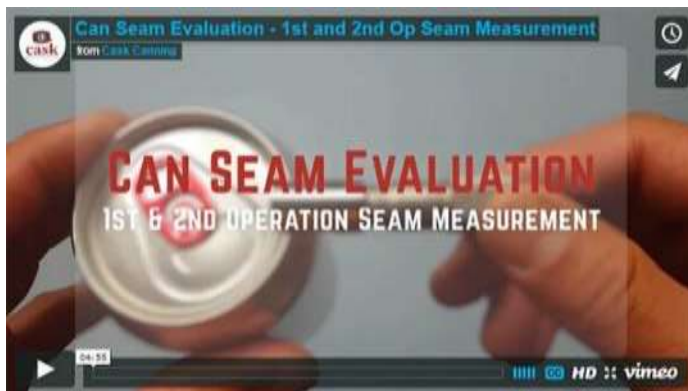 cask
Can Seam Evaluation - 1st and 2nd Op Seam Measurement
from Cask Canning
CAN SEAM EVALUATION
1ST & 2ND OPERATION SEAM MEASUREMENT
04:55
CC HD vimeo